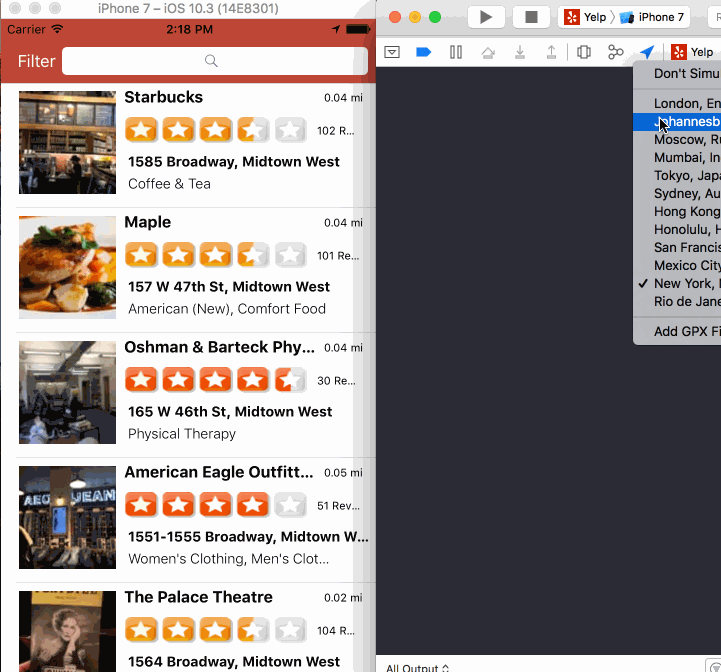 iPhone 7 – iOS 10.3 (14E8301)
Carrier
2:18 PM
Filter
Starbucks
0.04 mi
102 R...
1585 Broadway, Midtown West
Coffee & Tea
Maple
0.04 mi
101 Re...
157 W 47th St, Midtown West
American (New), Comfort Food
Oshman & Barteck Phy...
0.04 mi
30 Re...
165 W 46th St, Midtown West
Physical Therapy
AEO JEAN
American Eagle Outfitt...
0.05 mi
51 Rev...
1551-1555 Broadway, Midtown W...
Women's Clothing, Men's Clot...
The Palace Theatre
0.02 mi
104 R...
1564 Broadway, Midtown West
Yelp
iPhone 7
R
Yelp
Don't Simu
London, En
Johannesb
Moscow, Ru
Mumbai, In
Tokyo, Japa
Sydney, Au
Hong Kong
Honolulu, H
San Francis
Mexico City
New York, 
Rio de Jane
Add GPX Fi
All Output